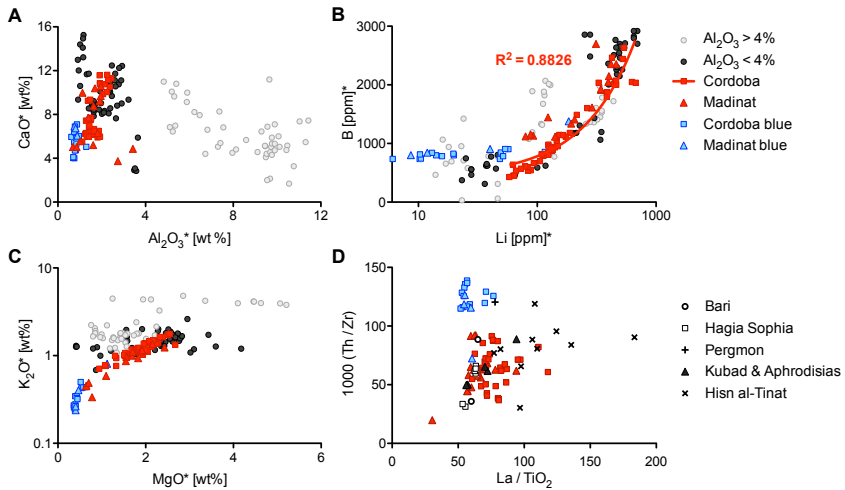 A
16
12
8
4
0
CaO* [wt%]
0
4
8
12
Al₂O₃* [wt %]
B
3000
2000
1000
0
B [ppm]*
R² = 0.8826
10
100
1000
Li [ppm]*
Al₂O₃ > 4%
Al₂O₃ < 4%
Cordoba
Madinat
Cordoba blue
Madinat blue
C
10
1
0.1
K₂O* [wt%]
0
2
4
6
MgO* [wt%]
D
150
100
50
0
1000 (Th / Zr)
0
50
100
150
200
La / TiO₂
Bari
Hagia Sophia
Pergmon
Kubad & Aphrodisias
Hisn al-Tinat